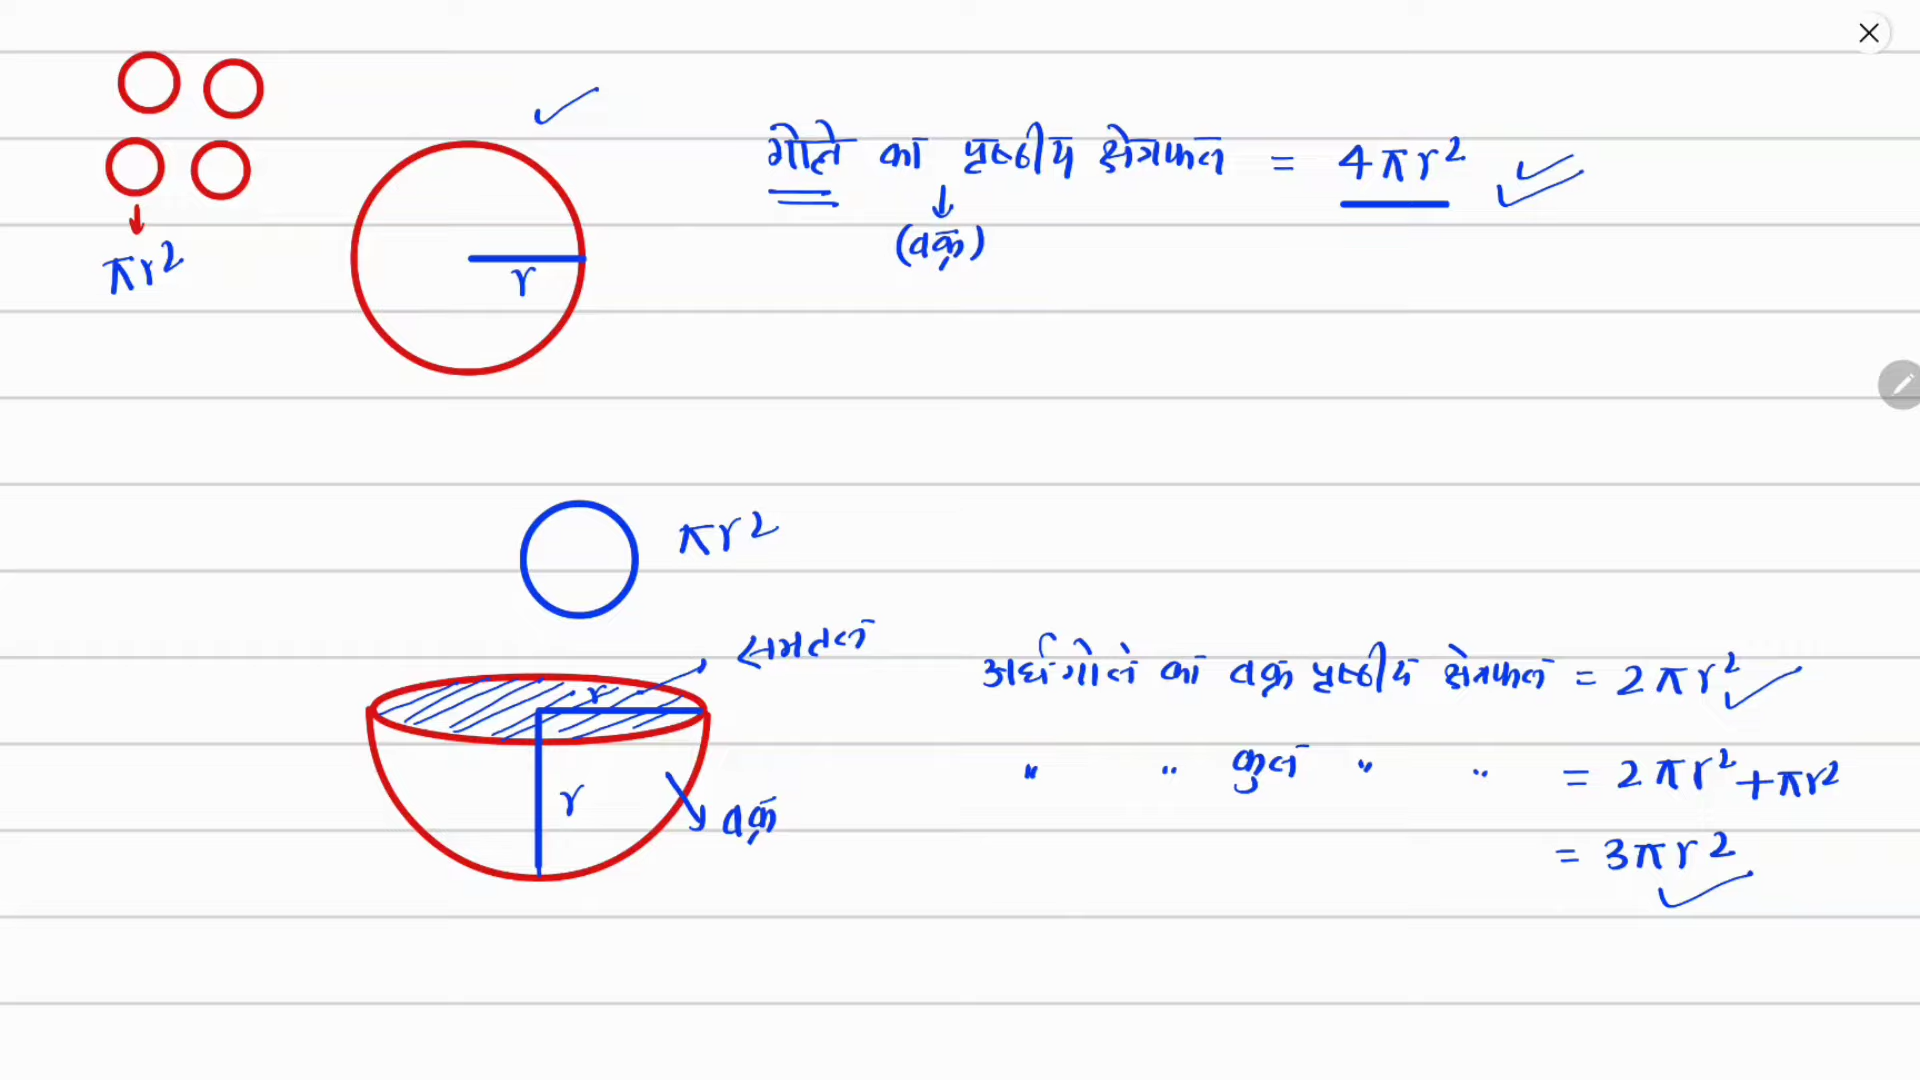 गोले का पृष्ठीय क्षेत्रफल = 4πr²
(वक्र)
πr²
r
πr²
समतल
r
अर्धगोले का वक्र पृष्ठीय क्षेत्रफल = 2πr²
" " कुल " " = 2πr² + πr²
r
वक्र
= 3πr²